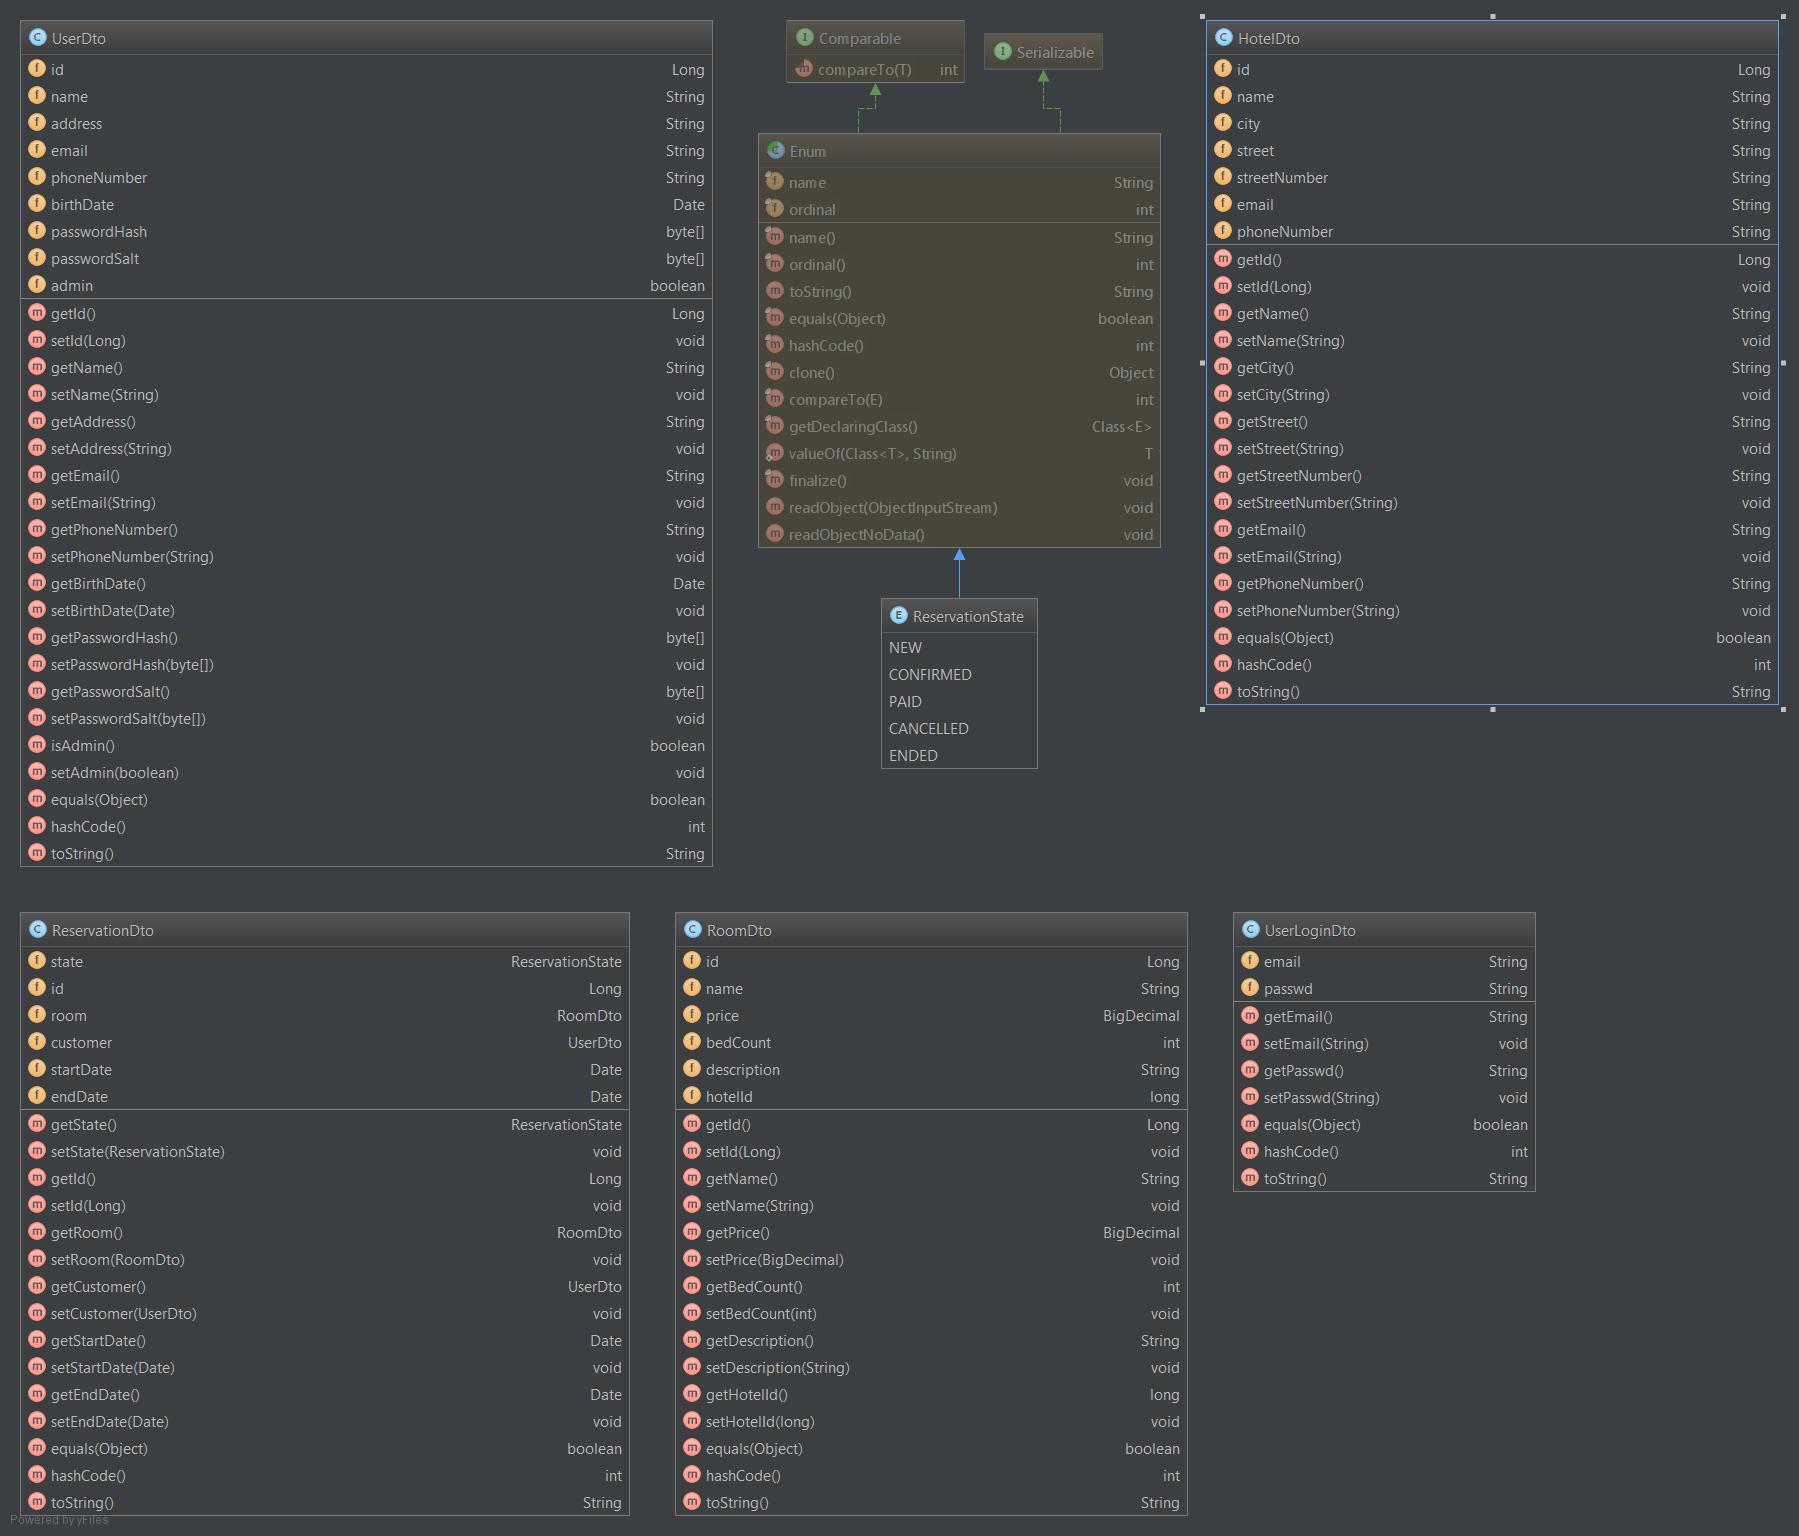 UserDto
id Long
name String
address String
email String
phoneNumber String
birthDate Date
passwordHash byte[]
passwordSalt byte[]
admin boolean
getId() Long
setId(Long) void
getName() String
setName(String) void
getAddress() String
setAddress(String) void
getEmail() String
setEmail(String) void
getPhoneNumber() String
setPhoneNumber(String) void
getBirthDate() Date
setBirthDate(Date) void
getPasswordHash() byte[]
setPasswordHash(byte[]) void
getPasswordSalt() byte[]
setPasswordSalt(byte[]) void
isAdmin() boolean
setAdmin(boolean) void
equals(Object) boolean
hashCode() int
toString() String
Comparable
compareTo(T) int
Serializable
Enum
name String
ordinal int
name() String
ordinal() int
toString() String
equals(Object) boolean
hashCode() int
clone() Object
compareTo(E) int
getDeclaringClass() Class<E>
valueOf(Class<T>, String) T
finalize() void
readObject(ObjectInputStream) void
readObjectNoData() void
ReservationState
NEW
CONFIRMED
PAID
CANCELLED
ENDED
HotelDto
id Long
name String
city String
street String
streetNumber String
email String
phoneNumber String
getId() Long
setId(Long) void
getName() String
setName(String) void
getCity() String
setCity(String) void
getStreet() String
setStreet(String) void
getStreetNumber() String
setStreetNumber(String) void
getEmail() String
setEmail(String) void
getPhoneNumber() String
setPhoneNumber(String) void
equals(Object) boolean
hashCode() int
toString() String
ReservationDto
state ReservationState
id Long
room RoomDto
customer UserDto
startDate Date
endDate Date
getState() ReservationState
setState(ReservationState) void
getId() Long
setId(Long) void
getRoom() RoomDto
setRoom(RoomDto) void
getCustomer() UserDto
setCustomer(UserDto) void
getStartDate() Date
setStartDate(Date) void
getEndDate() Date
setEndDate(Date) void
equals(Object) boolean
hashCode() int
toString() String
RoomDto
id Long
name String
price BigDecimal
bedCount int
description String
hotelId long
getId() Long
setId(Long) void
getName() String
setName(String) void
getPrice() BigDecimal
setPrice(BigDecimal) void
getBedCount() int
setBedCount(int) void
getDescription() String
setDescription(String) void
getHotelId() long
setHotelId(long) void
equals(Object) boolean
hashCode() int
toString() String
UserLoginDto
email String
passwd String
getEmail() String
setEmail(String) void
getPasswd() String
setPasswd(String) void
equals(Object) boolean
hashCode() int
toString() String
Powered by yFiles